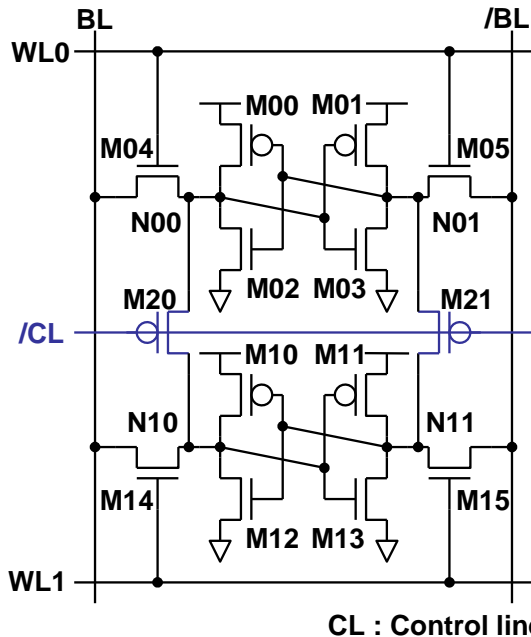 BL /BL
WL0
M00 M01
M04 M05
N00 N01
M02 M03
M20 M21
/CL
M10 M11
N10 N11
M14 M15
M12 M13
WL1
CL : Control line